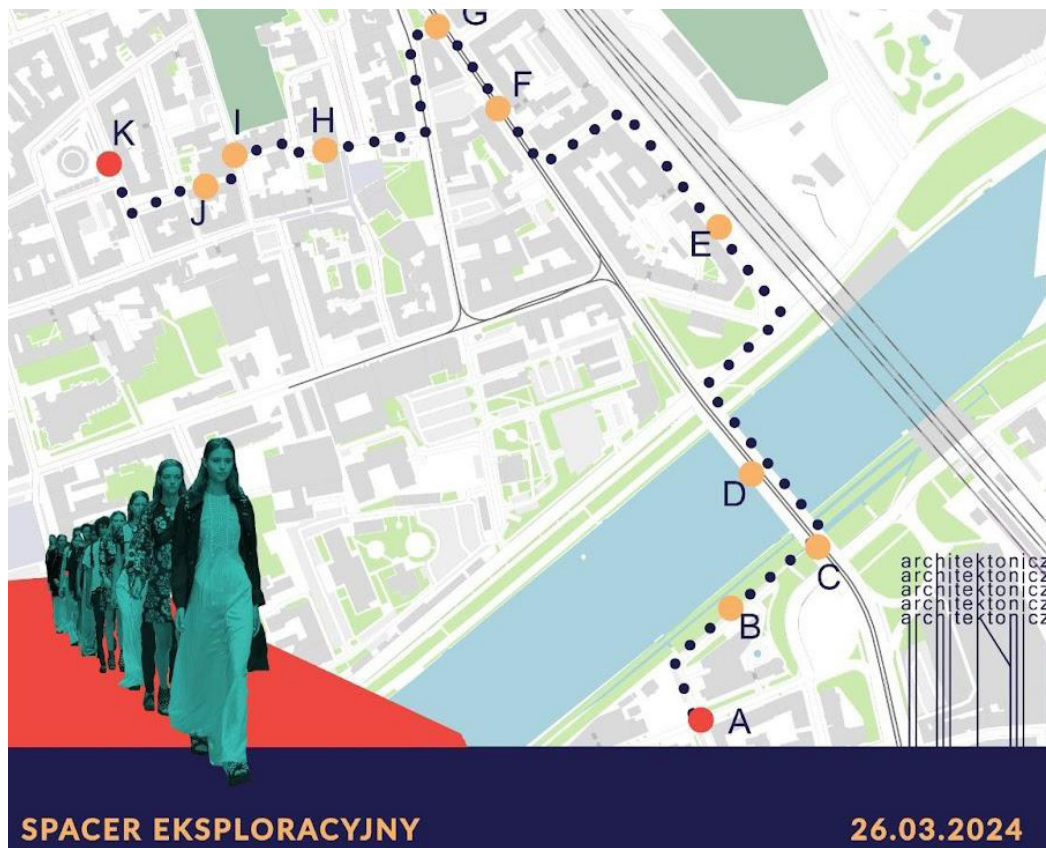 G
F
K
I
H
J
E
D
C
B
A
architektonicz
architektonicz
architektonicz
architektonicz
architektonicz
SPACER EKSPLORACYJNY
26.03.2024